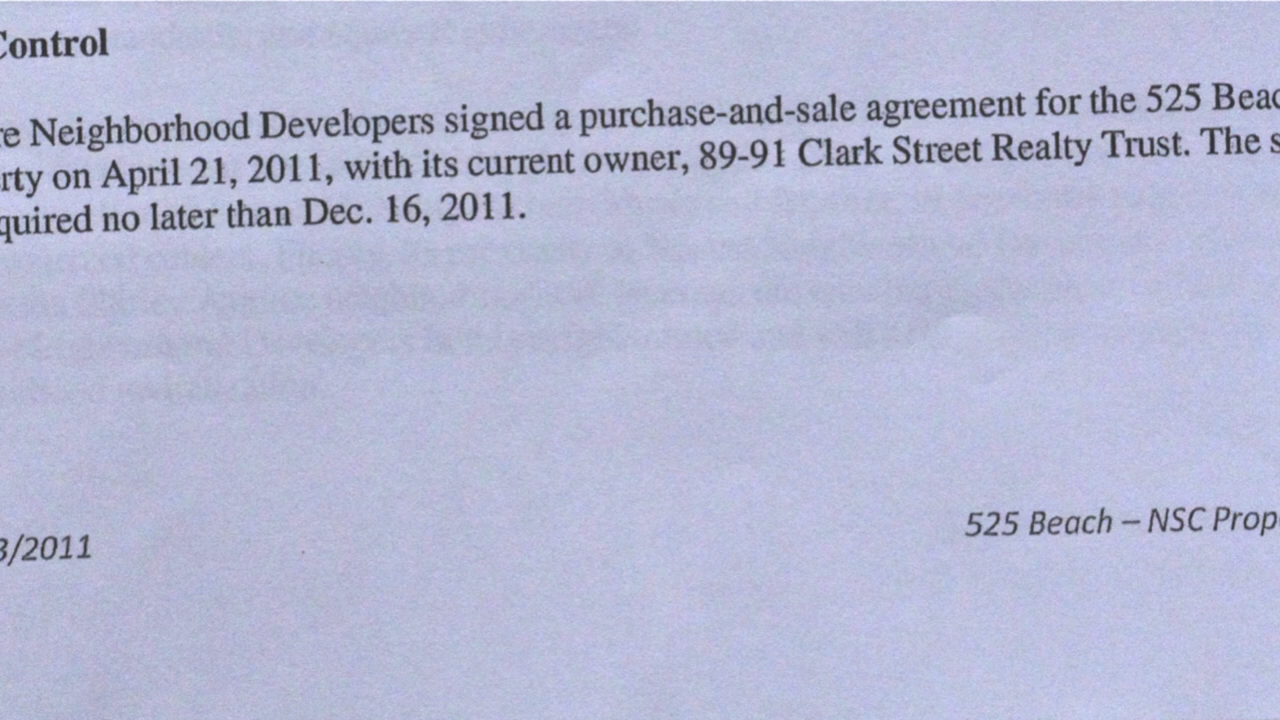 Control
re Neighborhood Developers signed a purchase-and-sale agreement for the 525 Beac
rty on April 21, 2011, with its current owner, 89-91 Clark Street Realty Trust. The s
quired no later than Dec. 16, 2011.
3/2011
525 Beach – NSC Prop